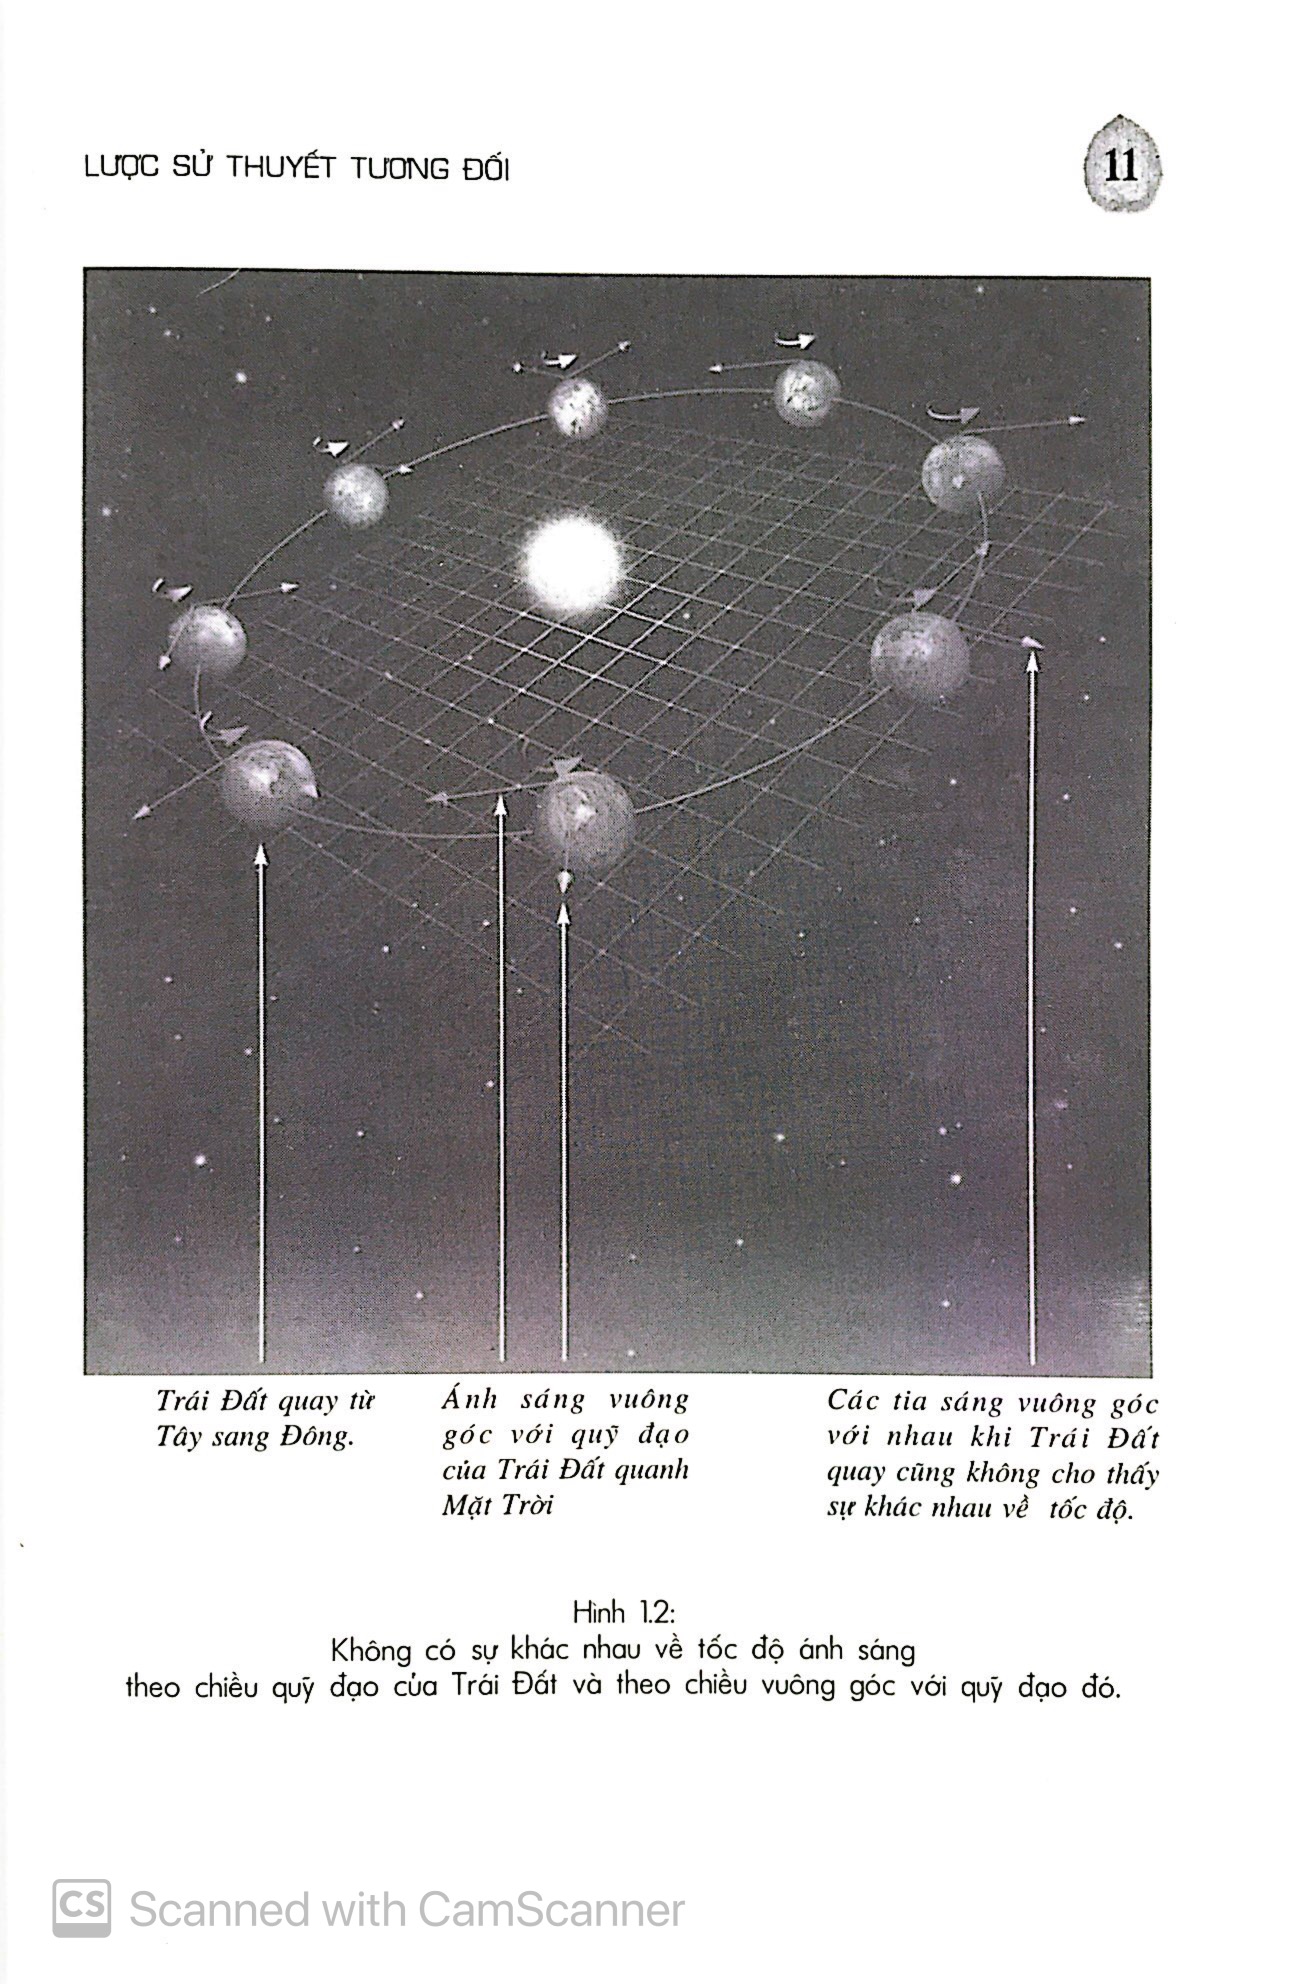 LƯỢC SỬ THUYẾT TƯƠNG ĐỐI
11
Trái Đất quay từ
Tây sang Đông.
Ánh sáng vuông
góc với quỹ đạo
của Trái Đất quanh
Mặt Trời
Các tia sáng vuông góc
với nhau khi Trái Đất
quay cũng không cho thấy
sự khác nhau về tốc độ.
Hình 1.2:
Không có sự khác nhau về tốc độ ánh sáng
theo chiều quỹ đạo của Trái Đất và theo chiều vuông góc với quỹ đạo đó.
CS Scanned with CamScanner